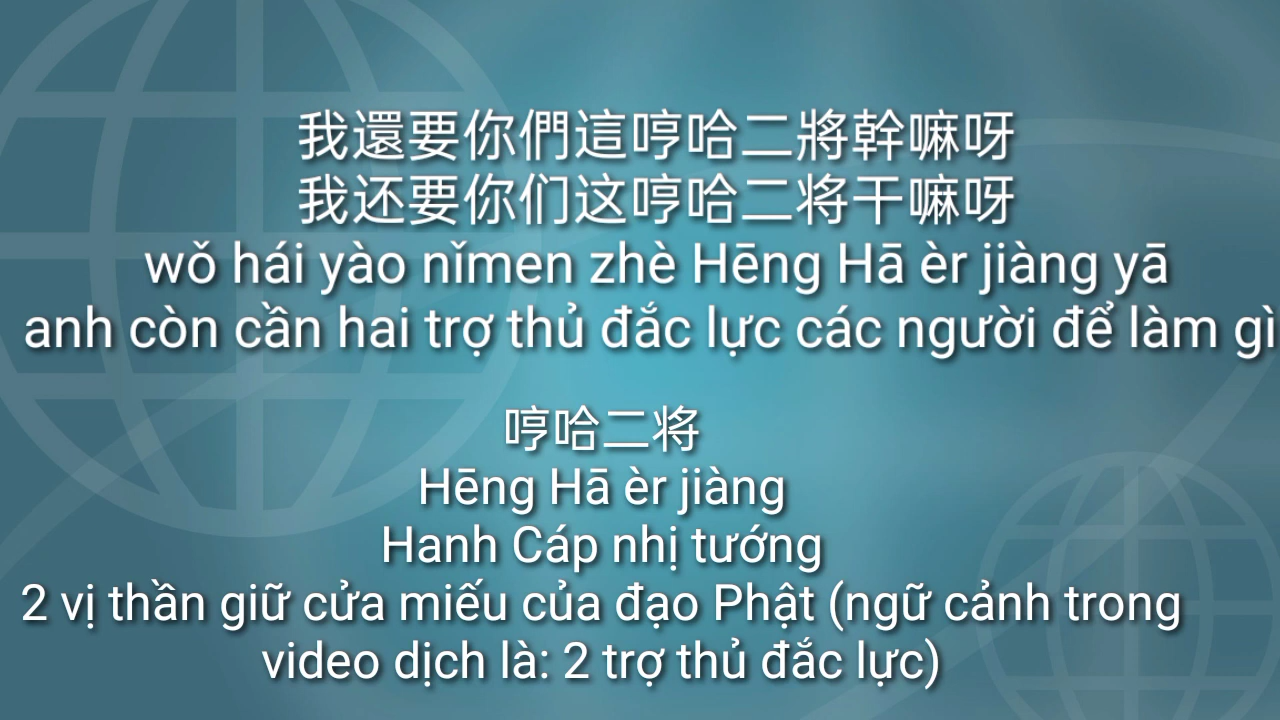 我還要你們這哼哈二將幹嘛呀
我还要你们这哼哈二将干嘛呀
wǒ hái yào nǐmen zhè Hēng Hā èr jiàng yā
anh còn cần hai trợ thủ đắc lực các người để làm gì
哼哈二将
Hēng Hā èr jiàng
Hanh Cáp nhị tướng
2 vị thần giữ cửa miếu của đạo Phật (ngữ cảnh trong
video dịch là: 2 trợ thủ đắc lực)